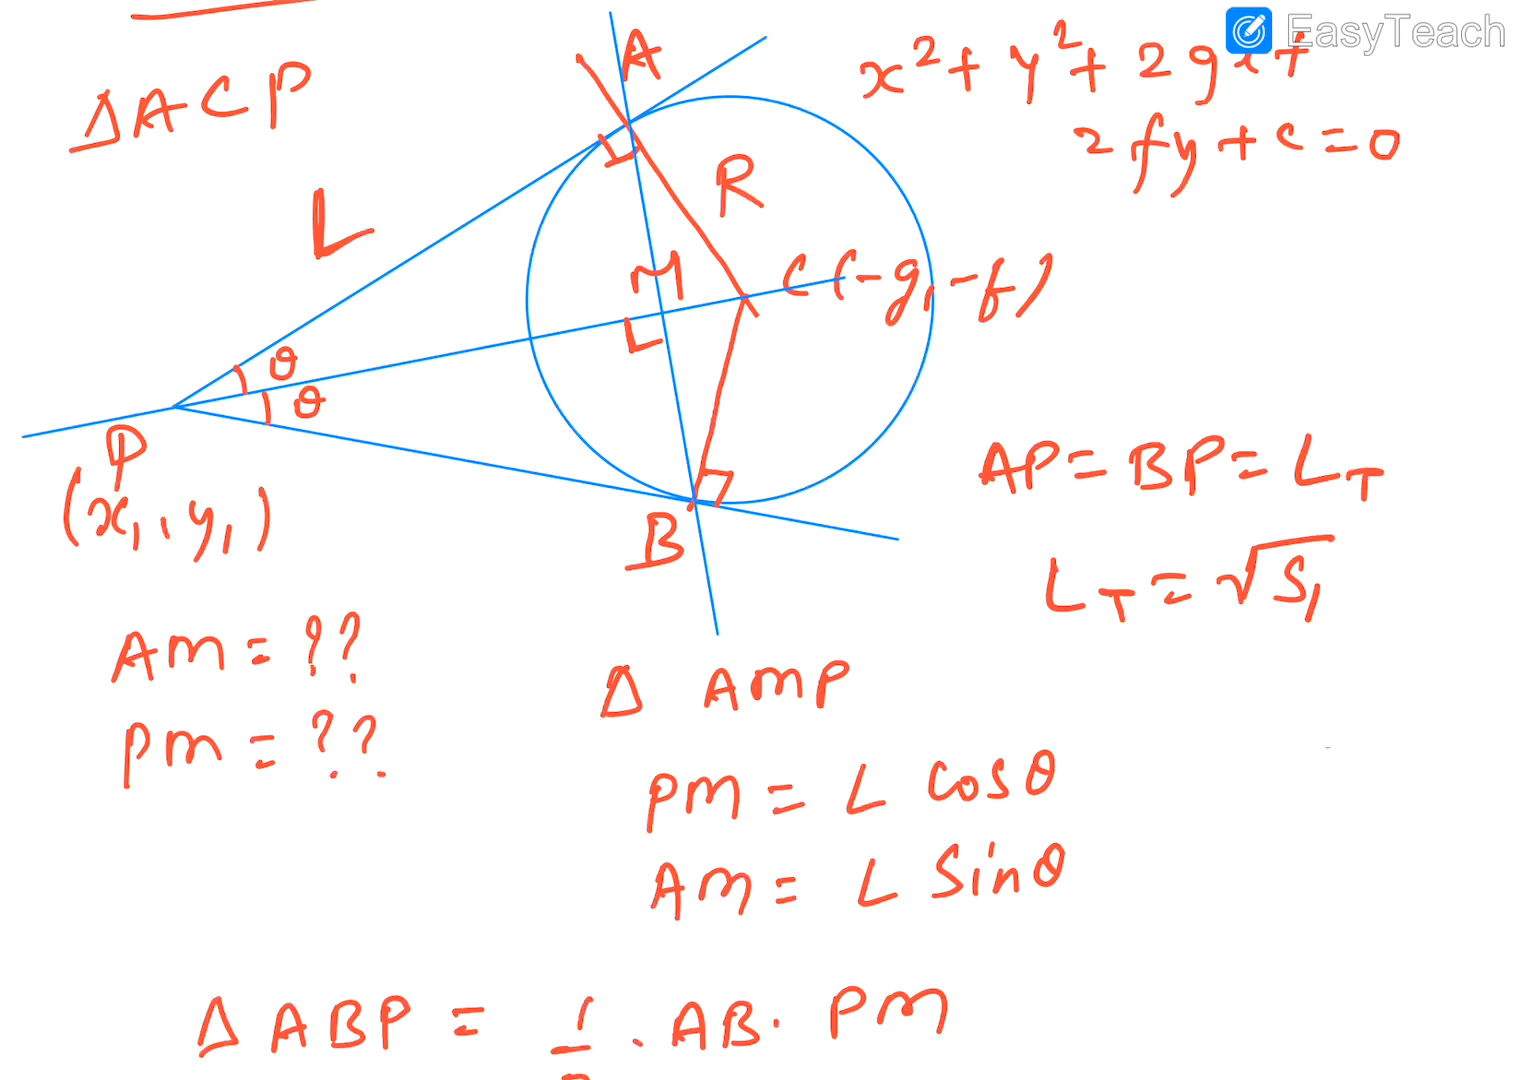 EasyTeach
x² + y² + 2gx +
2fy + c = 0
ΔACP
A
L
R
M
C (-g, -f)
θ
θ
P
(x₁, y₁)
B
AP = BP = L_T
L_T = √S₁
AM = ??
PM = ??
Δ AMP
PM = L cosθ
AM = L Sinθ
Δ ABP = 1/2 . AB . PM